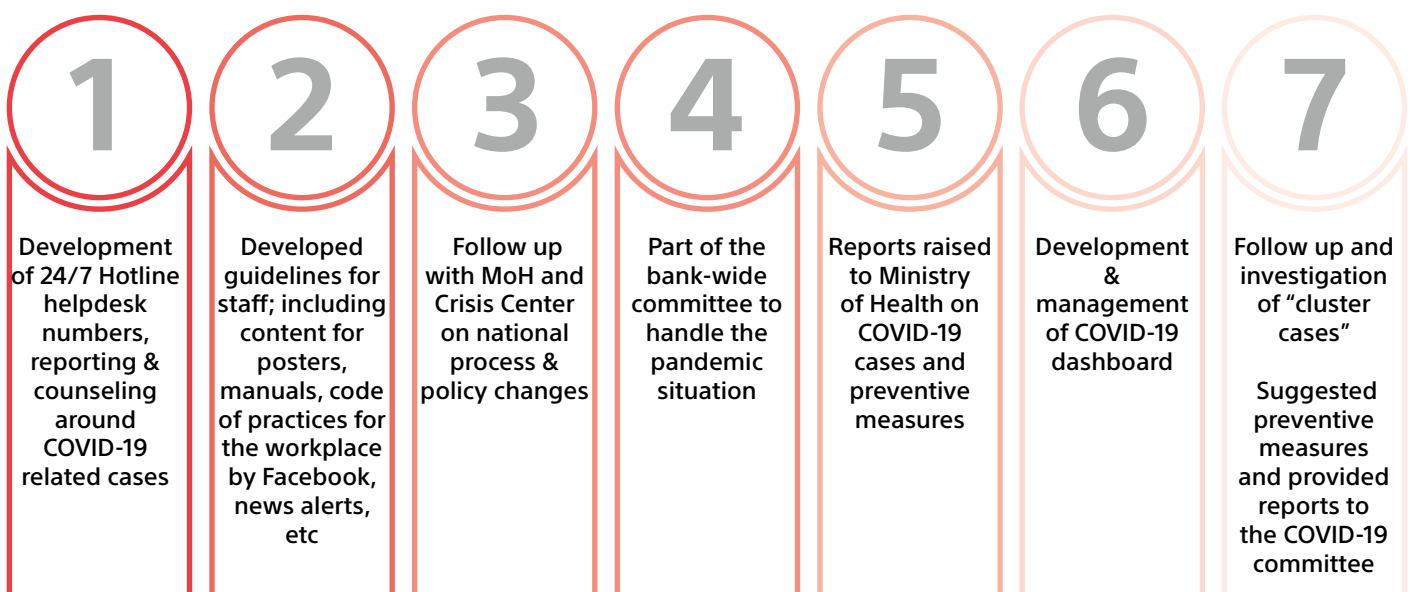 1
Development
of 24/7 Hotline
helpdesk
numbers,
reporting &
counseling
around
COVID-19
related cases
2
Developed
guidelines for
staff; including
content for
posters,
manuals, code
of practices for
the workplace
by Facebook,
news alerts,
etc
3
Follow up
with MoH and
Crisis Center
on national
process &
policy changes
4
Part of the
bank-wide
committee to
handle the
pandemic
situation
5
Reports raised
to Ministry
of Health on
COVID-19
cases and
preventive
measures
6
Development
&
management
of COVID-19
dashboard
7
Follow up and
investigation
of “cluster
cases”
Suggested
preventive
measures
and provided
reports to
the COVID-19
committee